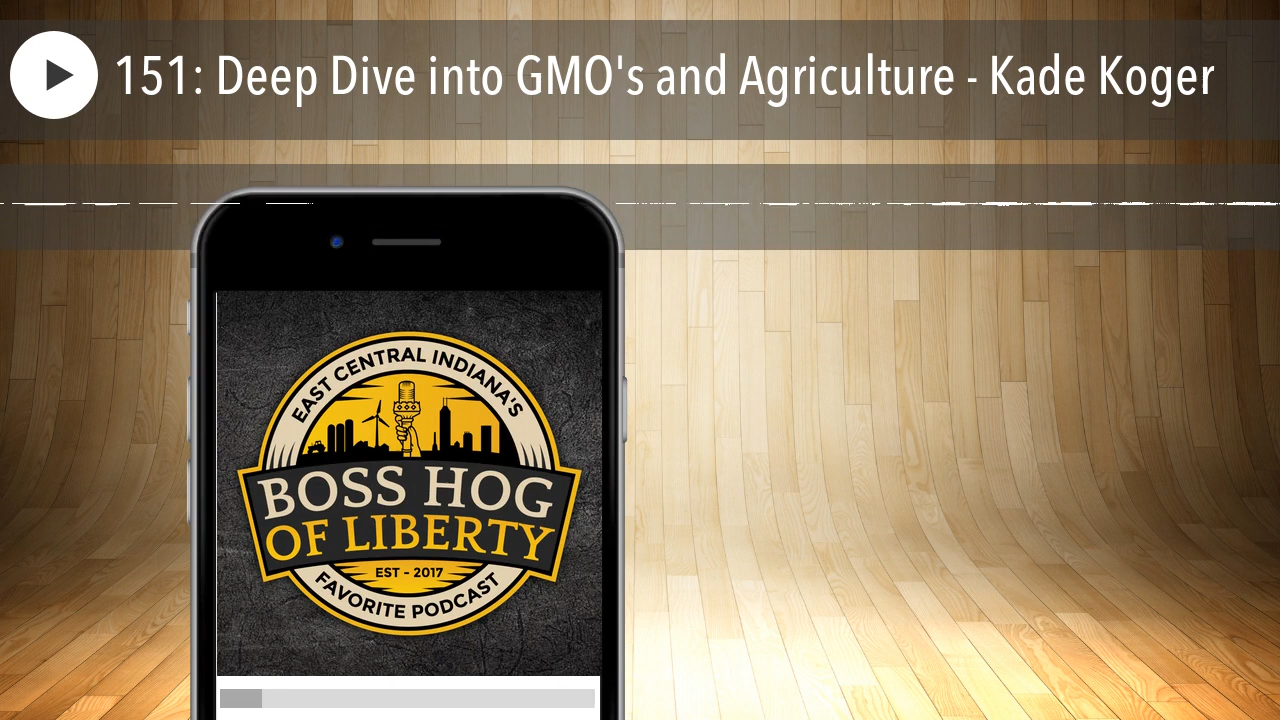 151: Deep Dive into GMO's and Agriculture - Kade Koger
EAST CENTRAL INDIANA'S
BOSS HOG
OF LIBERTY
EST - 2017
FAVORITE PODCAST